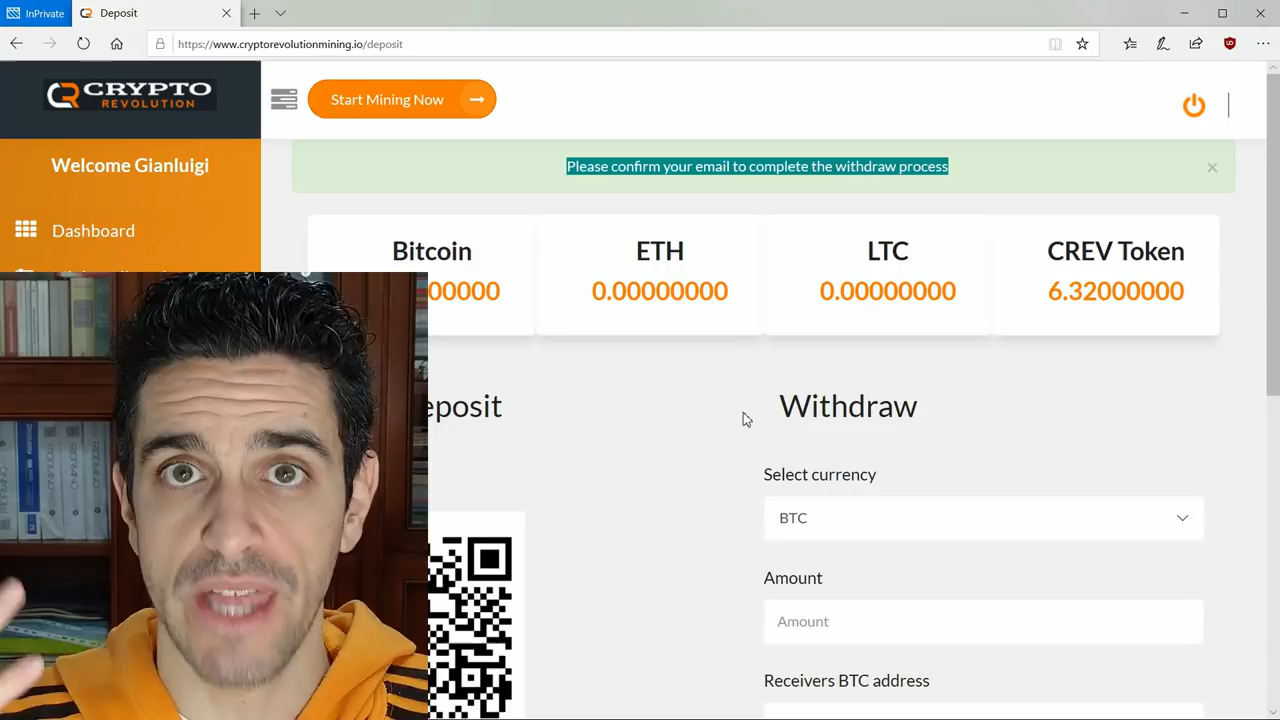 InPrivate
Deposit
https://www.cryptorevolutionmining.io/deposit
CRYPTO
REVOLUTION
Start Mining Now
Welcome Gianluigi
Please confirm your email to complete the withdraw process
Dashboard
Bitcoin
ETH
LTC
CREV Token
00000
0.00000000
0.00000000
6.32000000
eposit
Withdraw
Select currency
BTC
Amount
Amount
Receivers BTC address